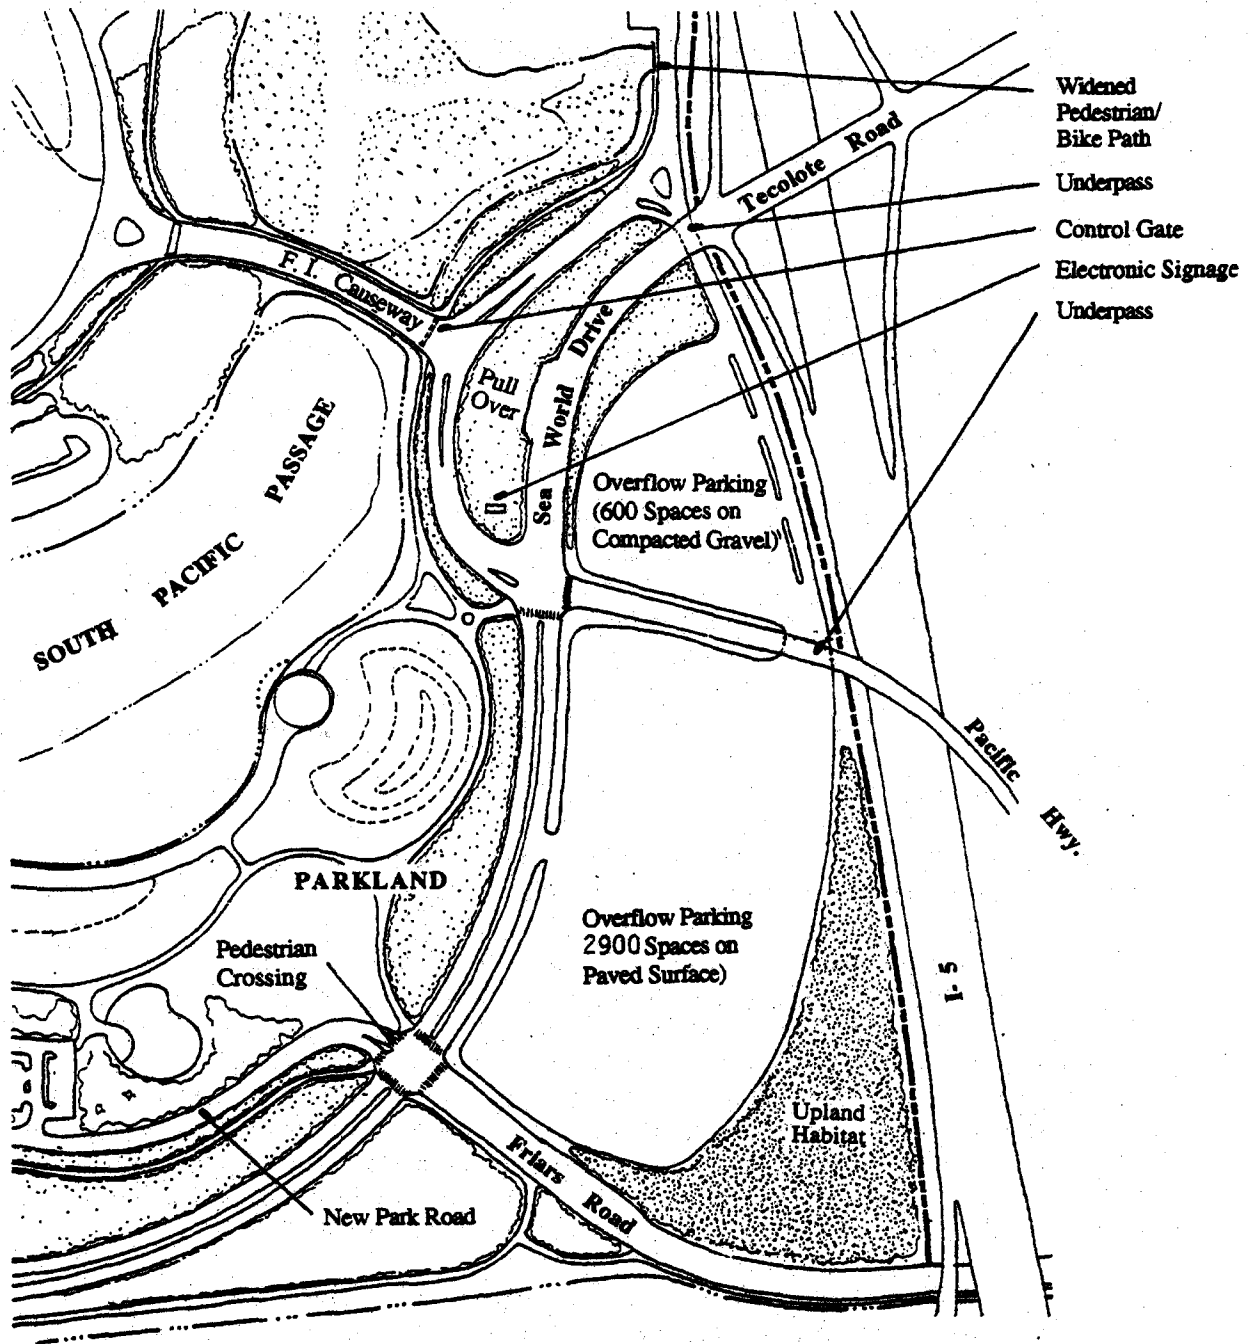 Widened
Pedestrian/
Bike Path
Tecolote Road
Underpass
Control Gate
F I. Causeway
Electronic Signage
Underpass
Sea World Drive
Pull
Over
SOUTH PACIFIC PASSAGE
Overflow Parking
(600 Spaces on
Compacted Gravel)
Pacific Hwy.
PARKLAND
Overflow Parking
2900 Spaces on
Paved Surface)
Pedestrian
Crossing
I-5
Upland
Habitat
Friars Road
New Park Road